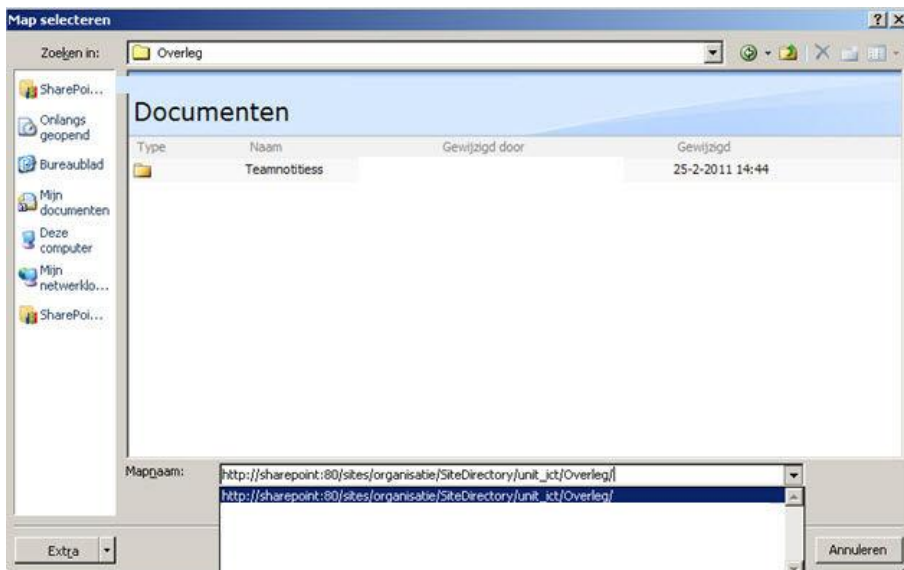 Map selecteren
Zoeken in:
Overleg
SharePoi...
Onlangs
geopend
Bureaublad
Mijn
documenten
Deze
computer
Mijn
netwerklo...
SharePoi...
Documenten
Type Naam Gewijzigd door Gewijzigd
Teamnotitiess 25-2-2011 14:44
Mapnaam:
http://sharepoint:80/sites/organisatie/SiteDirectory/unit_ict/Overleg/
http://sharepoint:80/sites/organisatie/SiteDirectory/unit_ict/Overleg/
Extra
Annuleren